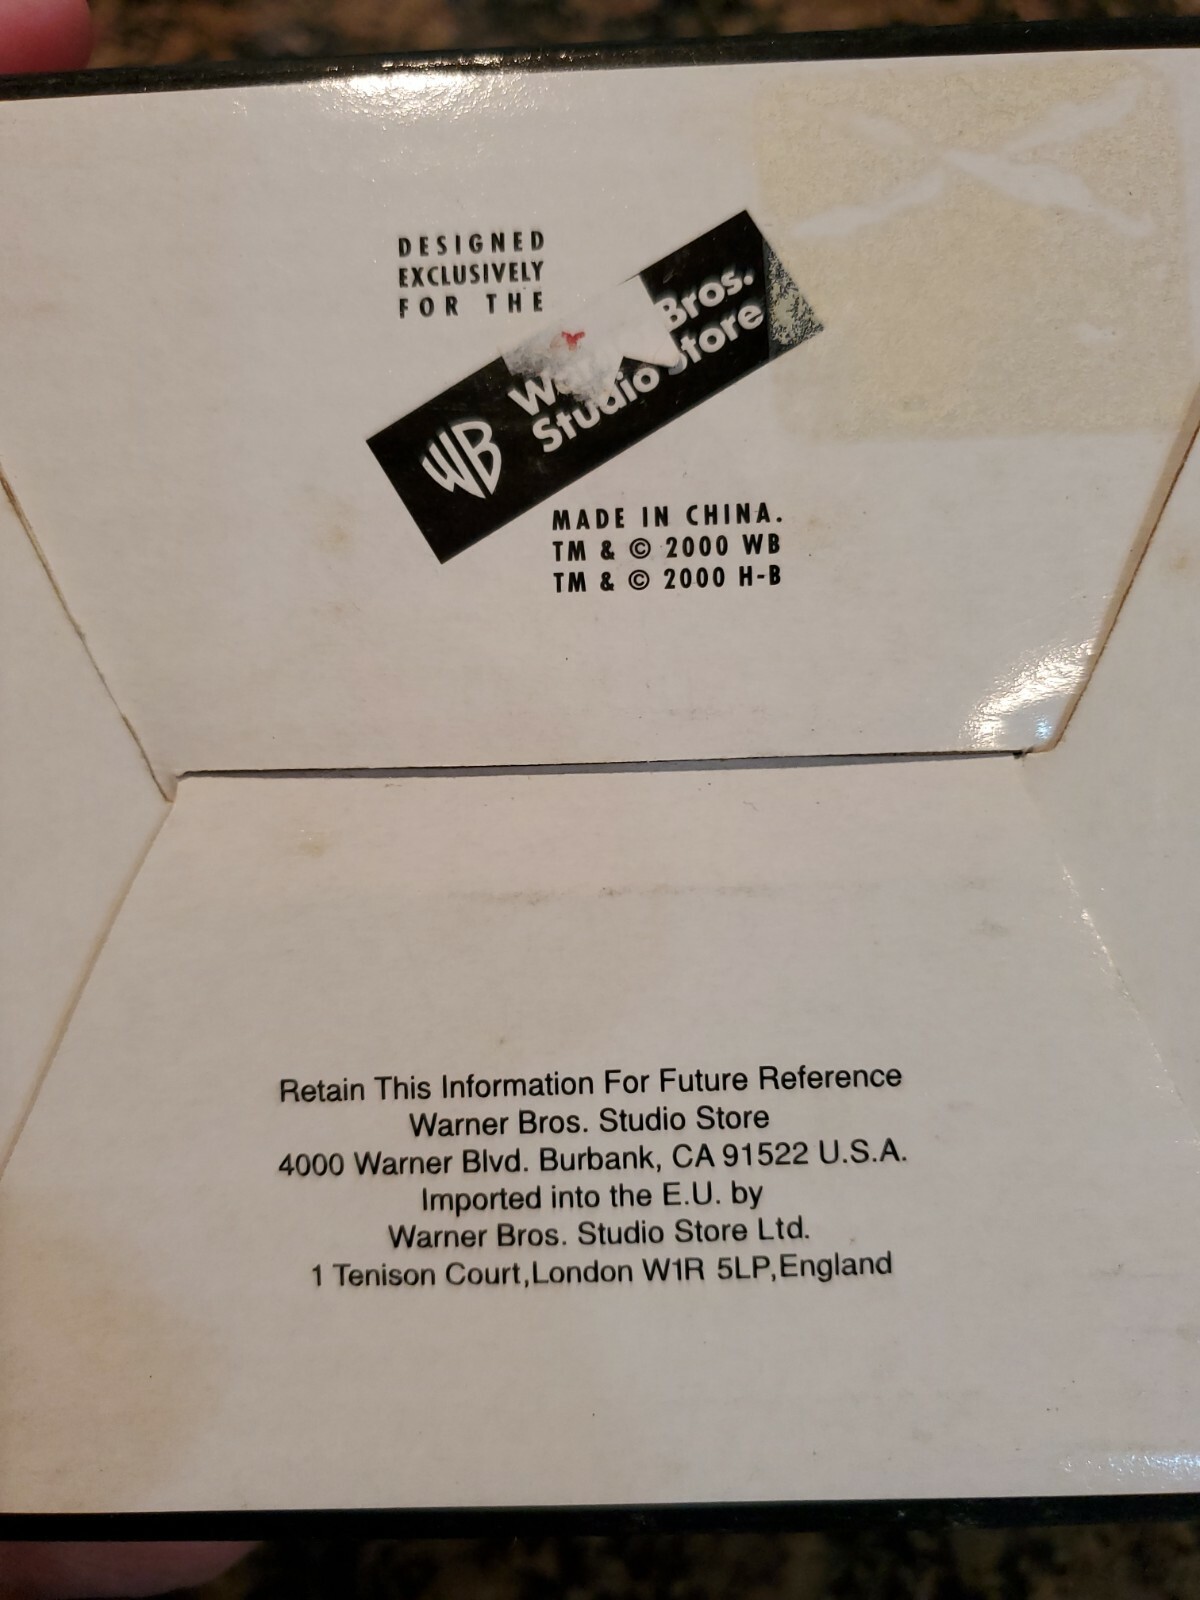 DESIGNED
EXCLUSIVELY
FOR THE
WB
Bros.
Studio Store
MADE IN CHINA.
TM & © 2000 WB
TM & © 2000 H-B
Retain This Information For Future Reference
Warner Bros. Studio Store
4000 Warner Blvd. Burbank, CA 91522 U.S.A.
Imported into the E.U. by
Warner Bros. Studio Store Ltd.
1 Tenison Court,London W1R 5LP,England